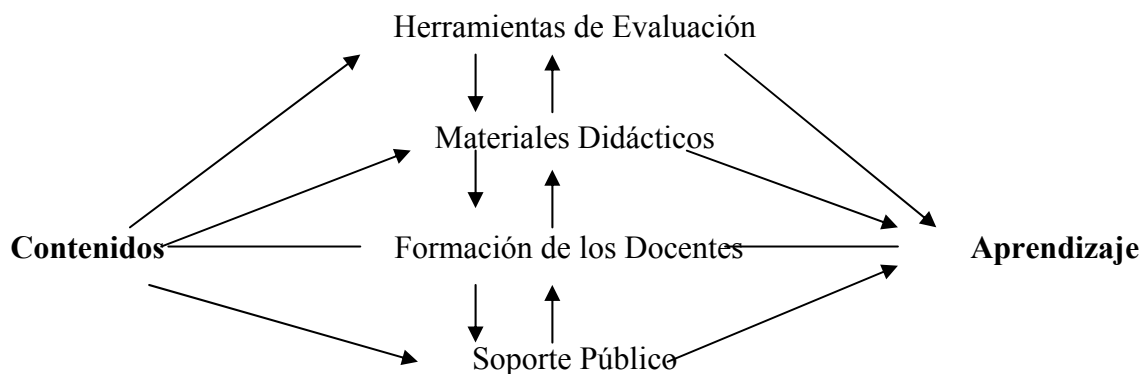 Herramientas de Evaluación
Materiales Didácticos
Contenidos
Formación de los Docentes
Aprendizaje
Soporte Público